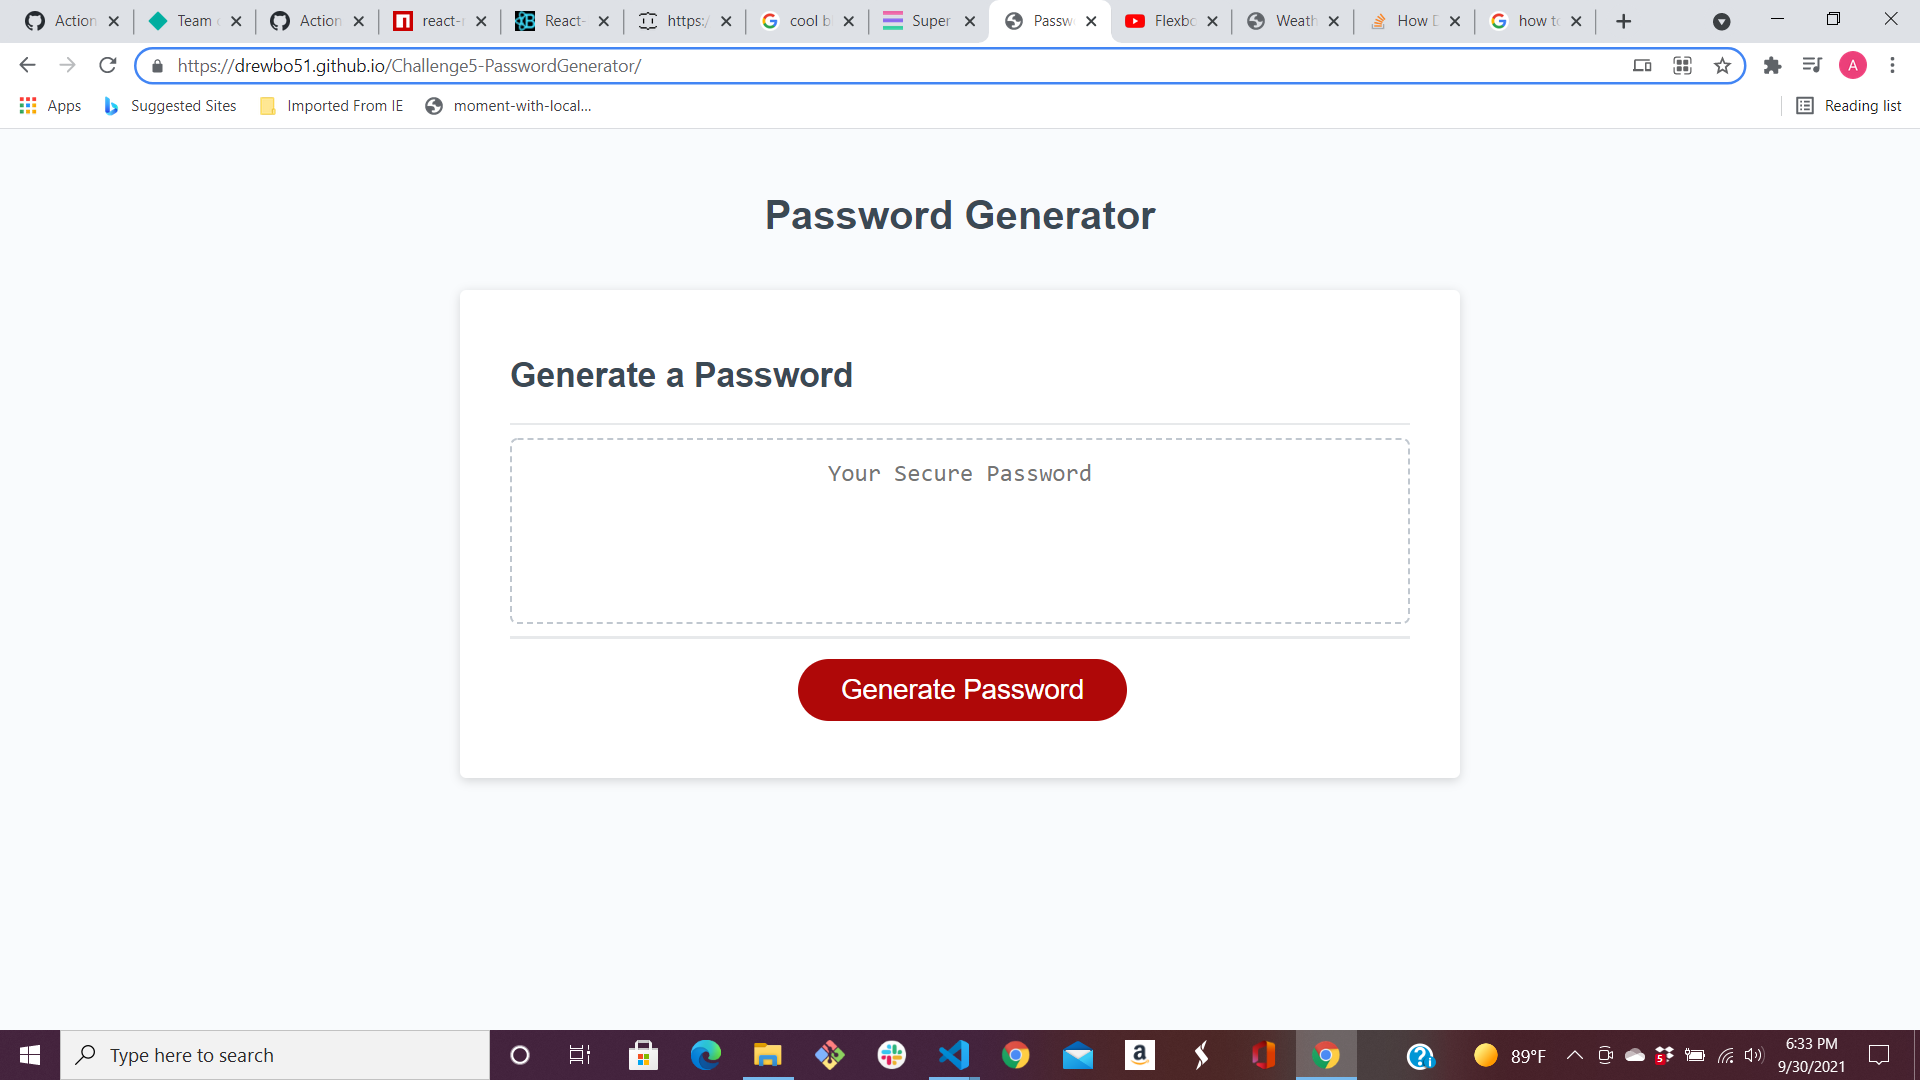 Action
Team
Action
react-r
React-
https:/
cool b
Super
Passw
Flexbo
Weath
How D
how to
https://drewbo51.github.io/Challenge5-PasswordGenerator/
A
Apps
Suggested Sites
Imported From IE
moment-with-local...
Reading list
Password Generator
Generate a Password
Your Secure Password
Generate Password
Type here to search
89°F
5
6:33 PM
9/30/2021